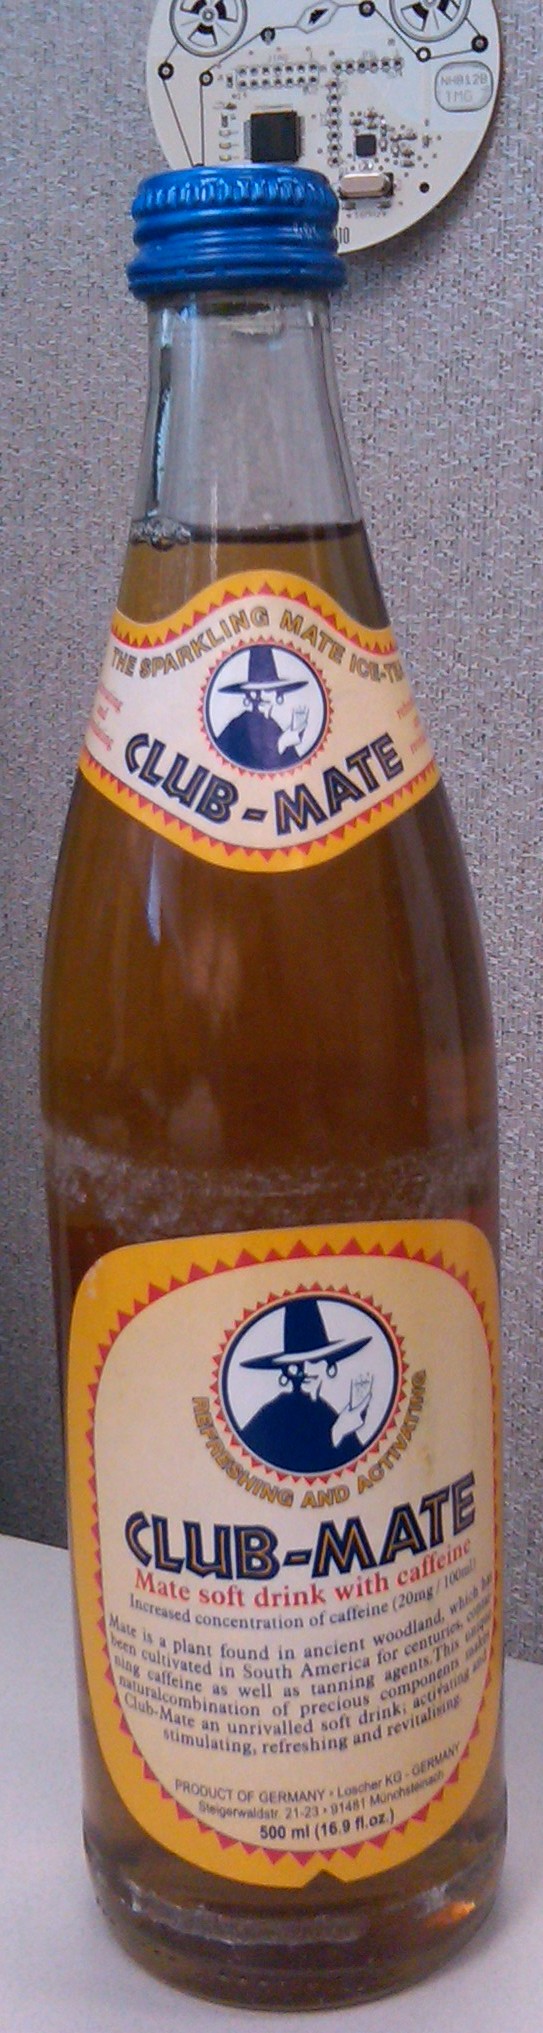 NHB12B
TMG
10
THE SPARKLING MATE ICE-TEA
CLUB-MATE
REFRESHING AND ACTIVATING
CLUB-MATE
Mate soft drink with caffeine
Increased concentration of caffeine (20mg / 100ml)
Mate is a plant found in ancient woodland, which has
been cultivated in South America for centuries, contai-
ning caffeine as well as tanning agents. This unique
naturalcombination of precious components makes
Club-Mate an unrivalled soft drink; activating and
stimulating, refreshing and revitalising.
PRODUCT OF GERMANY • Loscher KG - GERMANY
Steigerwaldstr. 21-23 • 91481 Münchsteinach
500 ml (16.9 fl.oz.)